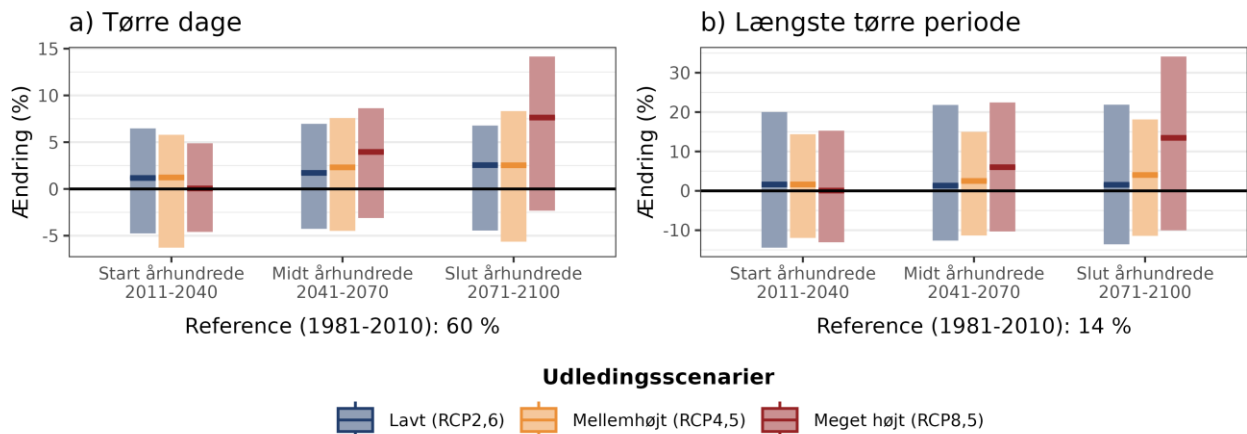 a) Tørre dage
Ændring (%)
15
10
5
0
-5
Start århundrede
2011-2040
Midt århundrede
2041-2070
Slut århundrede
2071-2100
Reference (1981-2010): 60 %
b) Længste tørre periode
Ændring (%)
30
20
10
0
-10
Start århundrede
2011-2040
Midt århundrede
2041-2070
Slut århundrede
2071-2100
Reference (1981-2010): 14 %
Udledingsscenarier
Lavt (RCP2,6)
Mellemhøjt (RCP4,5)
Meget højt (RCP8,5)